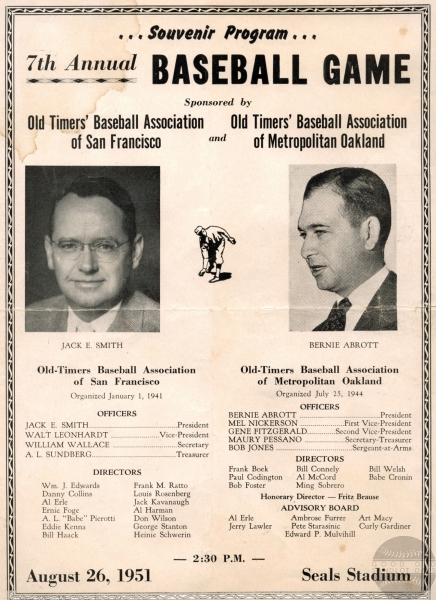 ...Souvenir Program...
7th Annual BASEBALL GAME
Sponsored by
Old Timers' Baseball Association
of San Francisco
and
Old Timers' Baseball Association
of Metropolitan Oakland
JACK E. SMITH
BERNIE ABROTT
Old-Timers Baseball Association
of San Francisco
Organized January 1, 1941
OFFICERS
JACK E. SMITH President
WALT LEONHARDT Vice-President
WILLIAM WALLACE Secretary
A. L. SUNDBERG Treasurer
DIRECTORS
Wm. J. Edwards Frank M. Ratto
Danny Collins Louis Rosenberg
Al Erle Jack Kavanaugh
Ernie Foge Al Harman
A. L. "Babe" Pierotti Don Wilson
Eddie Kenna George Stanton
Bill Haack Heinie Schwerin
Old-Timers Baseball Association
of Metropolitan Oakland
Organized July 25, 1944
OFFICERS
BERNIE ABROTT President
MEL NICKERSON First Vice-President
GENE FITZGERALD Second Vice-President
MAURY PESSANO Secretary-Treasurer
BOB JONES Sergeant-at-Arms
DIRECTORS
Frank Bock Bill Connely Bill Welsh
Paul Codington Al McCord Babe Cronin
Bob Foster Ming Sobrero
Honorary Director — Fritz Brause
ADVISORY BOARD
Al Erle Ambrose Furrer Art Macy
Jerry Lawler Pete Starasinic Curly Gardiner
Edward P. Mulvihill
— 2:30 P.M. —
August 26, 1951 Seals Stadium